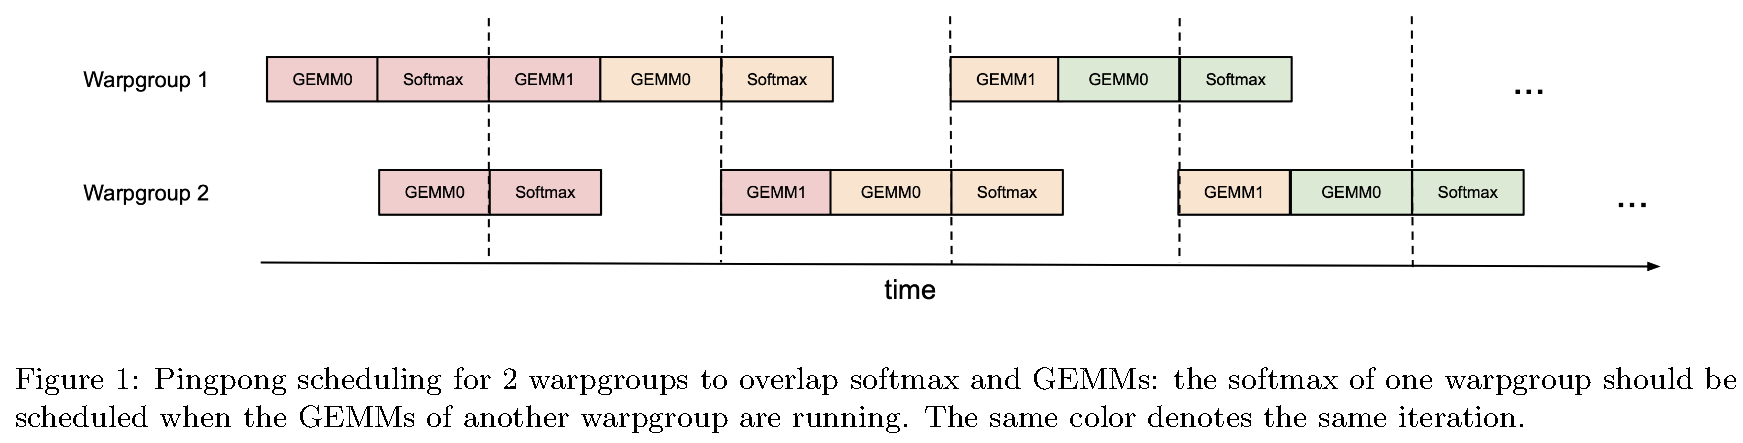 Warpgroup 1
GEMM0 Softmax GEMM1 GEMM0 Softmax GEMM1 GEMM0 Softmax ...
Warpgroup 2
GEMM0 Softmax GEMM1 GEMM0 Softmax GEMM1 GEMM0 Softmax ...
time
Figure 1: Pingpong scheduling for 2 warpgroups to overlap softmax and GEMMs: the softmax of one warpgroup should be
scheduled when the GEMMs of another warpgroup are running. The same color denotes the same iteration.